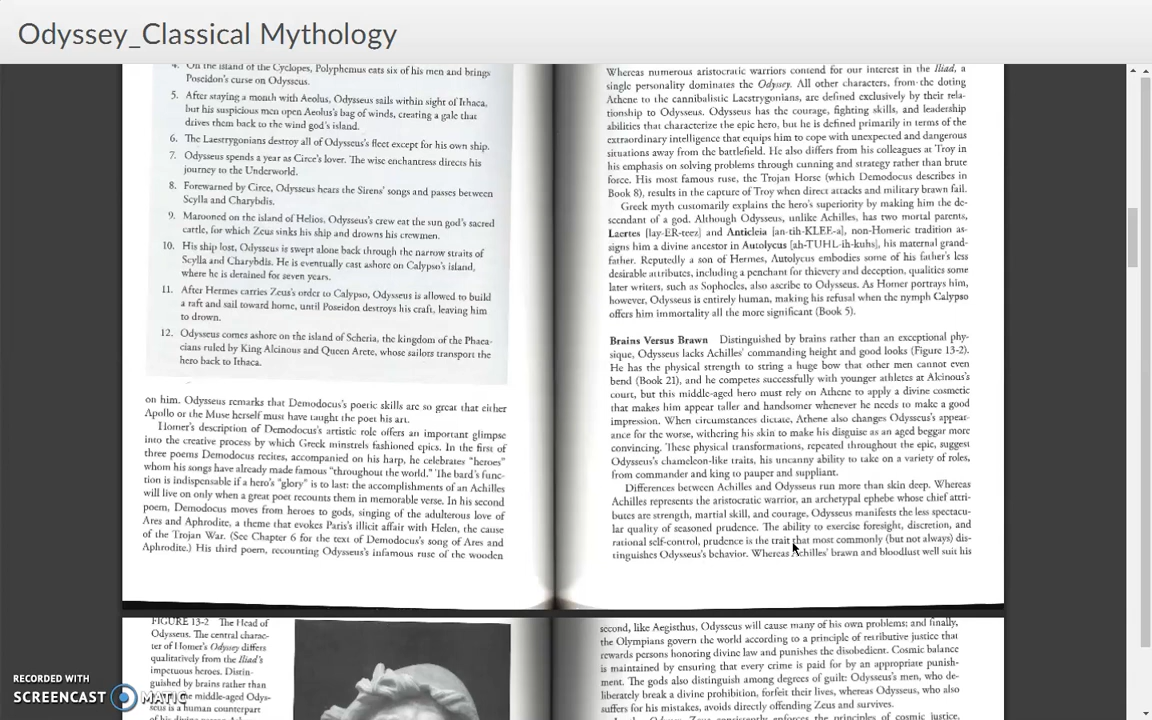 Odyssey_Classical Mythology
4. On the island of the Cyclopes, Polyphemus eats six of his men and brings
Poseidon's curse on Odysseus.
5. After staying a month with Aeolus, Odysseus sails within sight of Ithaca,
but his suspicious men open Aeolus's bag of winds, creating a gale that
drives them back to the wind god's island.
6. The Laestrygonians destroy all of Odysseus's fleet except for his own ship.
7. Odysseus spends a year as Circe's lover. The wise enchantress directs his
journey to the Underworld.
8. Forewarned by Circe, Odysseus hears the Sirens' songs and passes between
Scylla and Charybdis.
9. Marooned on the island of Helios, Odysseus's crew eat the sun god's sacred
cattle, for which Zeus sinks his ship and drowns his crewmen.
10. His ship lost, Odysseus is swept alone back through the narrow straits of
Scylla and Charybdis. He is eventually cast ashore on Calypso's island,
where he is detained for seven years.
11. After Hermes carries Zeus's order to Calypso, Odysseus is allowed to build
a raft and sail toward home, until Poseidon destroys his craft, leaving him
to drown.
12. Odysseus comes ashore on the island of Scheria, the kingdom of the Phaea-
cians ruled by King Alcinous and Queen Arete, whose sailors transport the
hero back to Ithaca.
on him. Odysseus remarks that Demodocus's poetic skills are so great that either
Apollo or the Muse herself must have taught the poet his art.
Homer's description of Demodocus's artistic role offers an important glimpse
into the creative process by which Greek minstrels fashioned epics. In the first of
three poems Demodocus recites, accompanied on his harp, he celebrates "heroes"
whom his songs have already made famous "throughout the world." The bard's func-
tion is indispensable if a hero's "glory" is to last: the accomplishments of an Achilles
will live on only when a great poet recounts them in memorable verse. In his second
poem, Demodocus moves from heroes to gods, singing of the adulterous love of
Ares and Aphrodite, a theme that evokes Paris's illicit affair with Helen, the cause
of the Trojan War. (See Chapter 6 for the text of Demodocus's song of Ares and
Aphrodite.) His third poem, recounting Odysseus's infamous ruse of the wooden
Whereas numerous aristocratic warriors contend for our interest in the Iliad, a
single personality dominates the Odyssey. All other characters, from the doting
Athene to the cannibalistic Laestrygonians, are defined exclusively by their rela-
tionship to Odysseus. Odysseus has the courage, fighting skills, and leadership
abilities that characterize the epic hero, but he is defined primarily in terms of the
extraordinary intelligence that equips him to cope with unexpected and dangerous
situations away from the battlefield. He also differs from his colleagues at Troy in
his emphasis on solving problems through cunning and strategy rather than brute
force. His most famous ruse, the Trojan Horse (which Demodocus describes in
Book 8), results in the capture of Troy when direct attacks and military brawn fail.
Greek myth customarily explains the hero's superiority by making him the de-
scendant of a god. Although Odysseus, unlike Achilles, has two mortal parents,
Laertes [lay-ER-teez] and Anticleia [an-tih-KLEE-a], non-Homeric tradition as-
signs him a divine ancestor in Autolycus [ah-TUHL-ih-kuhs], his maternal grand-
father. Reputedly a son of Hermes, Autolycus embodies some of his father's less
desirable attributes, including a penchant for thievery and deception, qualities some
later writers, such as Sophocles, also ascribe to Odysseus. As Homer portrays him,
however, Odysseus is entirely human, making his refusal when the nymph Calypso
offers him immortality all the more significant (Book 5).
Brains Versus Brawn Distinguished by brains rather than an exceptional phy-
sique, Odysseus lacks Achilles' commanding height and good looks (Figure 13-2).
He has the physical strength to string a huge bow that other men cannot even
bend (Book 21), and he competes successfully with younger athletes at Alcinous's
court, but this middle-aged hero must rely on Athene to apply a divine cosmetic
that makes him appear taller and handsomer whenever he needs to make a good
impression. When circumstances dictate, Athene also changes Odysseus's appear-
ance for the worse, withering his skin to make his disguise as an aged beggar more
convincing. These physical transformations, repeated throughout the epic, suggest
Odysseus's chameleon-like traits, his uncanny ability to take on a variety of roles,
from commander and king to pauper and suppliant.
Differences between Achilles and Odysseus run more than skin deep. Whereas
Achilles represents the aristocratic warrior, an archetypal ephebe whose chief attri-
butes are strength, martial skill, and courage, Odysseus manifests the less spectacu-
lar quality of seasoned prudence. The ability to exercise foresight, discretion, and
rational self-control, prudence is the trait that most commonly (but not always) dis-
tinguishes Odysseus's behavior. Whereas Achilles' brawn and bloodlust well suit his
FIGURE 13-2 The Head of
Odysseus. The central charac-
ter of Homer's Odyssey differs
qualitatively from the Iliad's
impetuous heroes. Distin-
guished by brains rather than
the middle-aged Odys-
seus is a human counterpart
second, like Aegisthus, Odysseus will cause many of his own problems; and finally,
the Olympians govern the world according to a principle of retributive justice that
rewards persons honoring divine law and punishes the disobedient. Cosmic balance
is maintained by ensuring that every crime is paid for by an appropriate punish-
ment. The gods also distinguish among degrees of guilt: Odysseus's men, who de-
liberately break a divine prohibition, forfeit their lives, whereas Odysseus, who also
suffers for his mistakes, avoids directly offending Zeus and survives.
Zeus consistently enforces the principles of cosmic justice,
RECORDED WITH
SCREENCAST MATIC